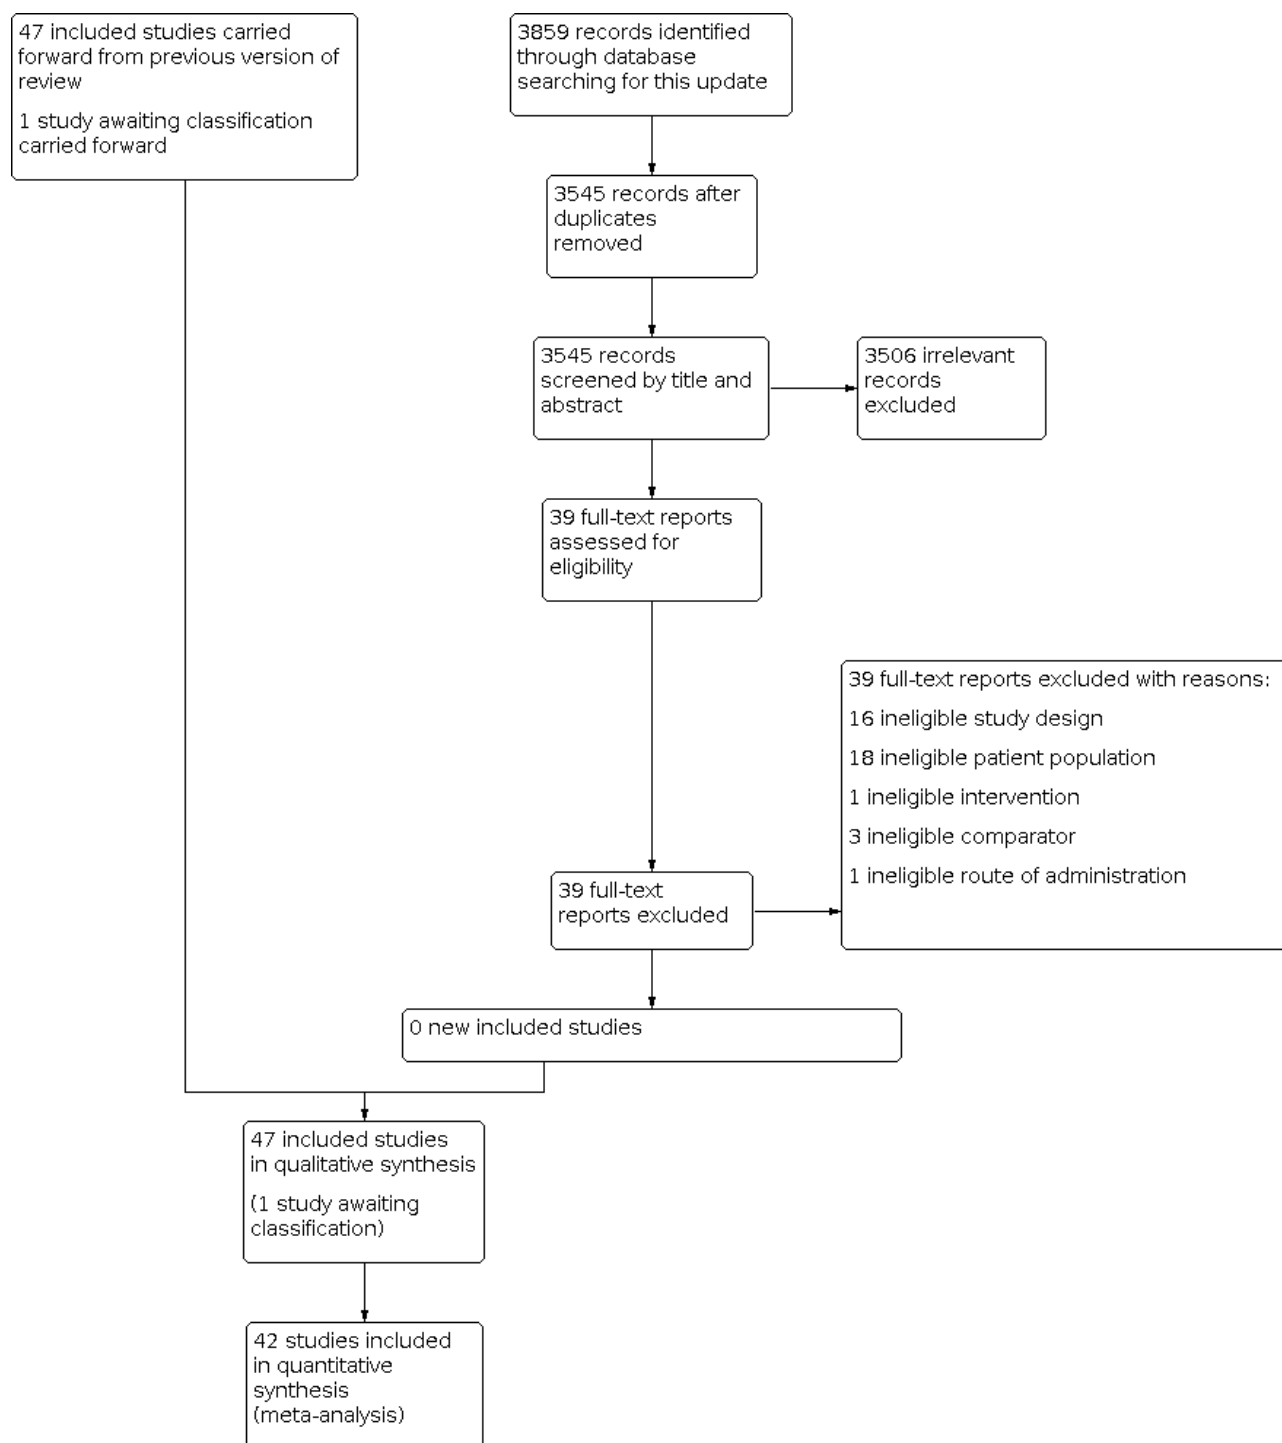 47 included studies carried
forward from previous version of
review
1 study awaiting classification
carried forward
3859 records identified
through database
searching for this update
3545 records after
duplicates
removed
3545 records
screened by title and
abstract
3506 irrelevant
records
excluded
39 full-text reports
assessed for
eligibility
39 full-text reports excluded with reasons:
16 ineligible study design
18 ineligible patient population
1 ineligible intervention
3 ineligible comparator
1 ineligible route of administration
39 full-text
reports excluded
0 new included studies
47 included studies
in qualitative synthesis
(1 study awaiting
classification)
42 studies included
in quantitative
synthesis
(meta-analysis)